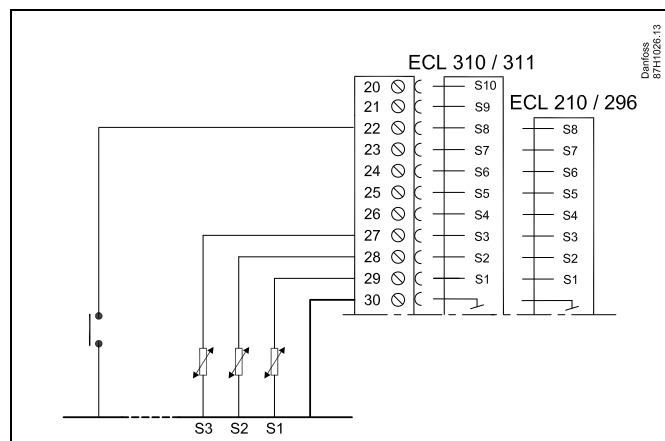 Danfoss
87H1026.13
ECL 310 / 311
ECL 210 / 296
20 S10
21 S9
22 S8 S8
23 S7 S7
24 S6 S6
25 S5 S5
26 S4 S4
27 S3 S3
28 S2 S2
29 S1 S1
30
S3 S2 S1